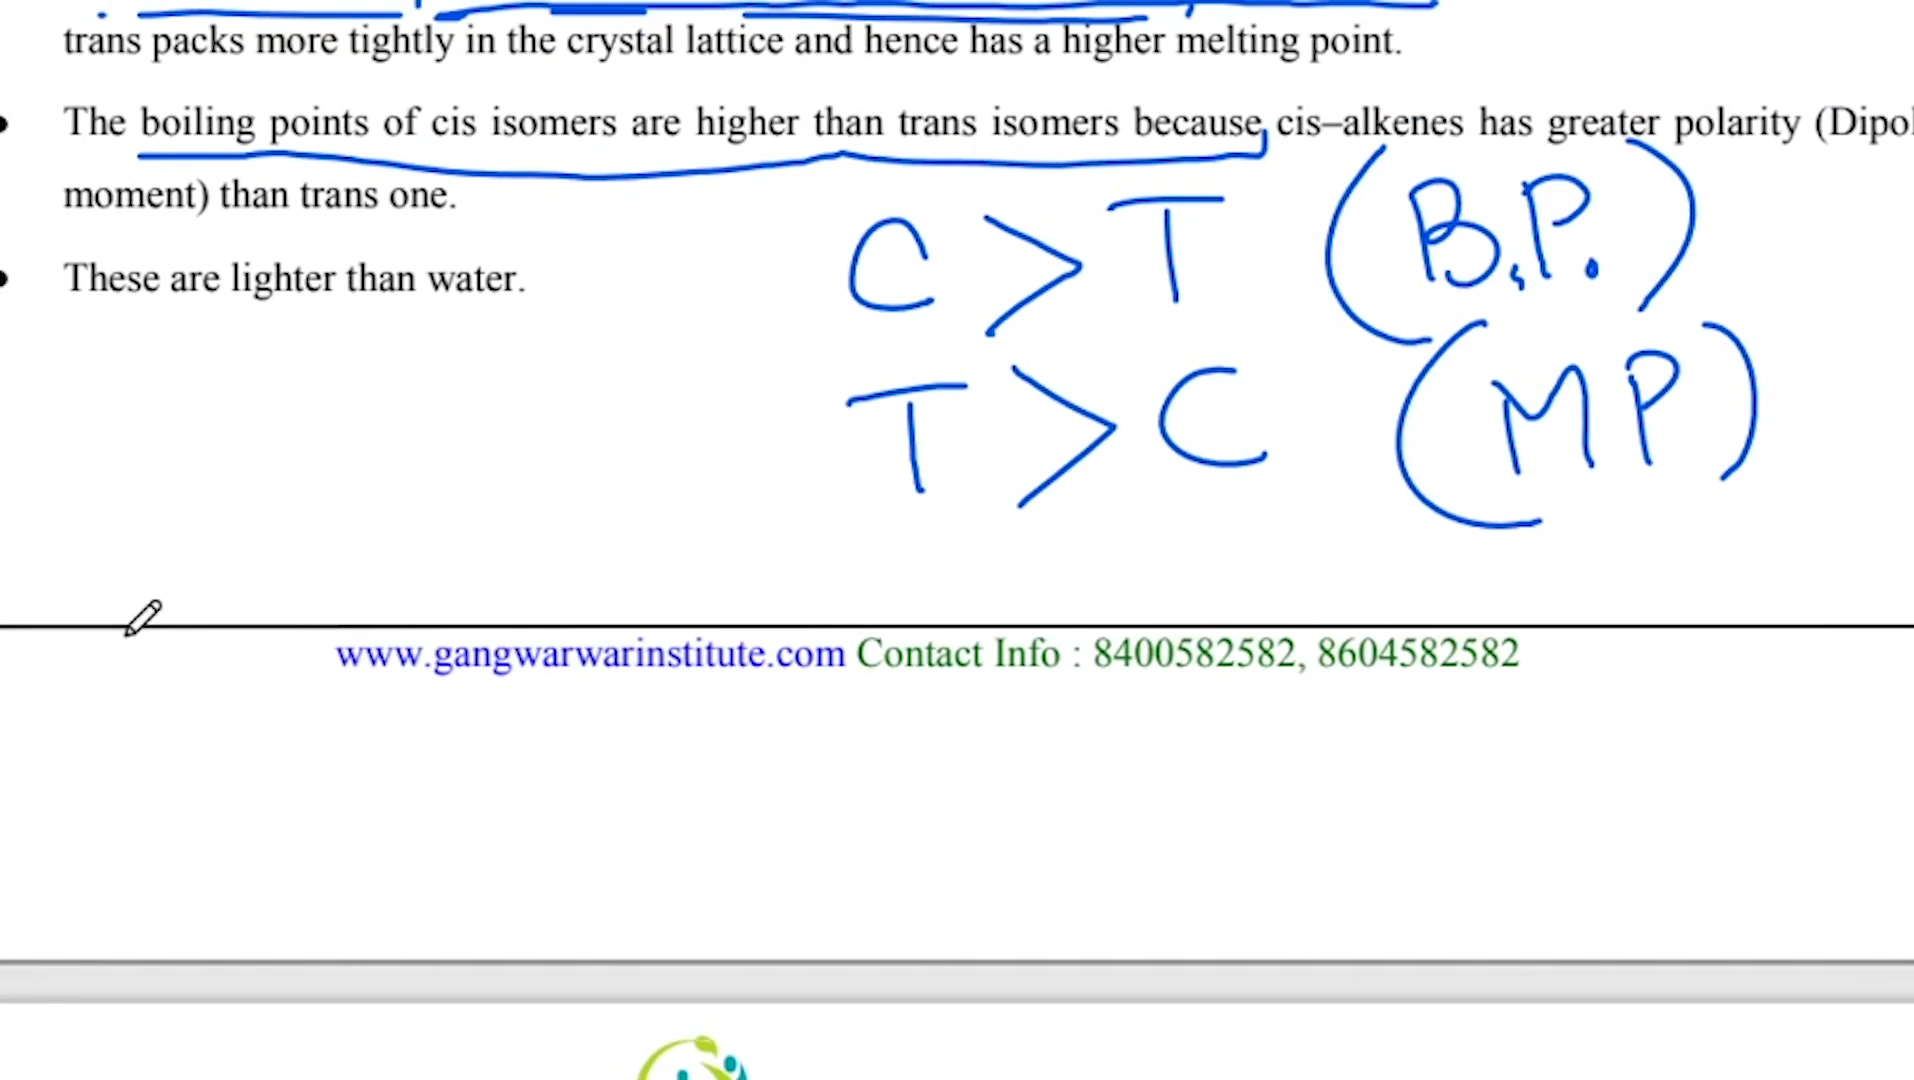 trans packs more tightly in the crystal lattice and hence has a higher melting point.
The boiling points of cis isomers are higher than trans isomers because cis–alkenes has greater polarity (Dipol
moment) than trans one.
C > T (B.P.)
These are lighter than water.
T > C (MP)
www.gangwarwarinstitute.com Contact Info : 8400582582, 8604582582